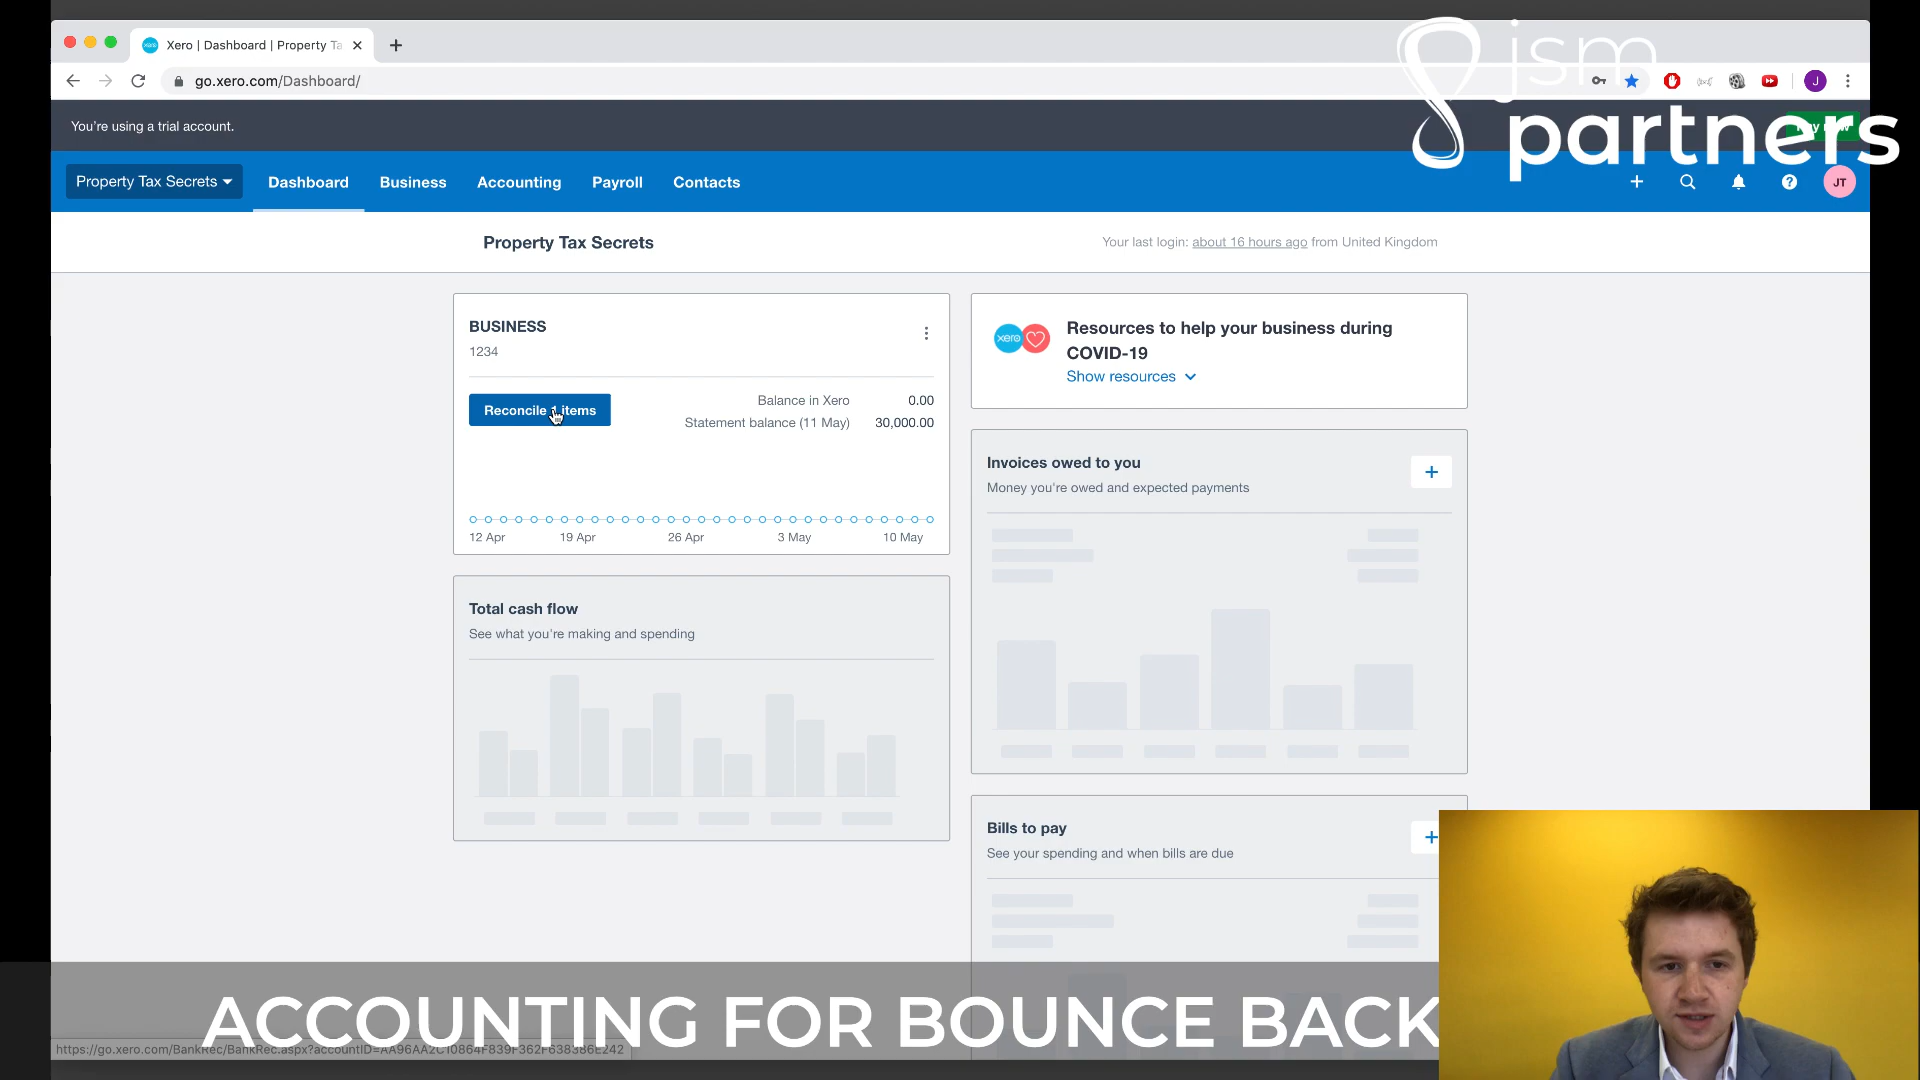 Xero | Dashboard | Property Ta
go.xero.com/Dashboard/
J
jsm
partners
You're using a trial account.
Property Tax Secrets
Dashboard
Business
Accounting
Payroll
Contacts
JT
Property Tax Secrets
Your last login: about 16 hours ago from United Kingdom
BUSINESS
1234
Reconcile 1 items
Balance in Xero 0.00
Statement balance (11 May) 30,000.00
12 Apr 19 Apr 26 Apr 3 May 10 May
Total cash flow
See what you're making and spending
xero
Resources to help your business during
COVID-19
Show resources
Invoices owed to you
Money you're owed and expected payments
Bills to pay
See your spending and when bills are due
ACCOUNTING FOR BOUNCE BACK